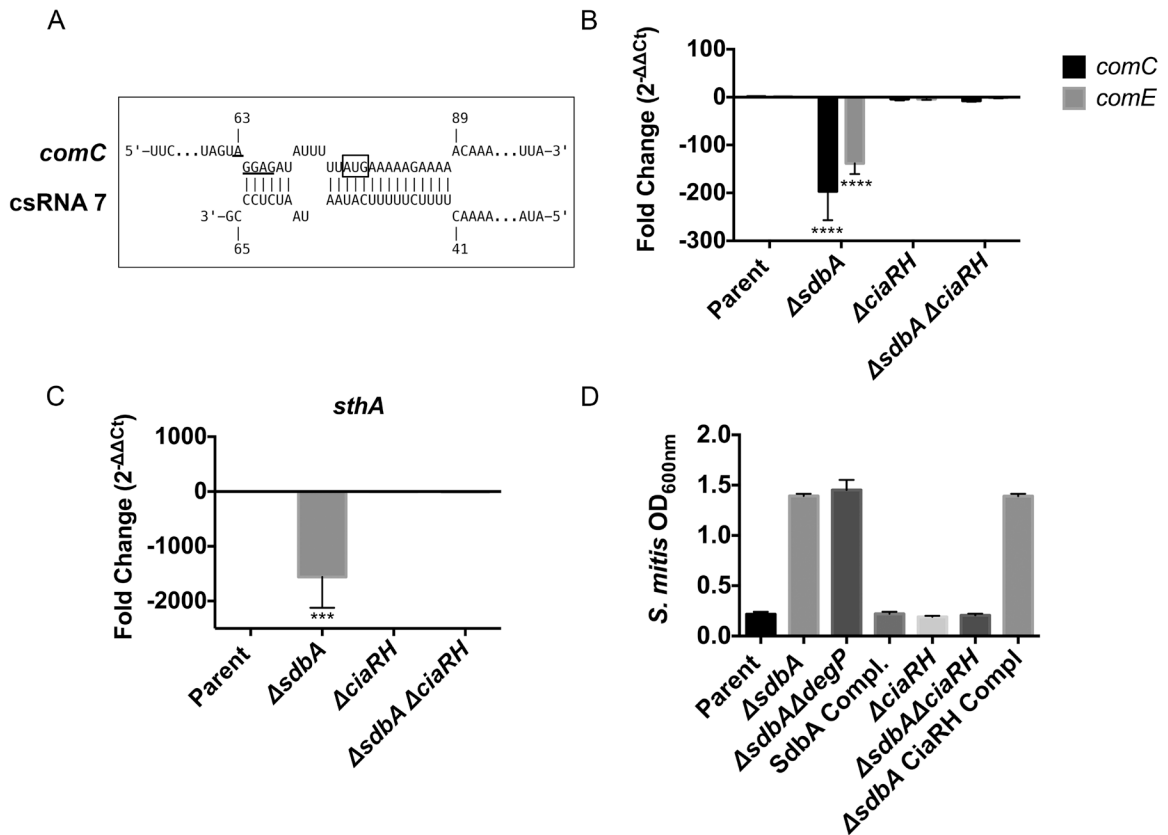 A
63
89
comC
5'-UUC...UAGUA
AUUU
ACAAA...UUA-3'
GGAGAU
UUAUGAAAAAGAAAA
csRNA 7
CCUCUA
AAUACUUUUUCUUUU
3'-GC
AU
CAAAA...AUA-5'
65
41
B
Fold Change (2-ΔΔCt)
100
0
-100
-200
-300
****
****
Parent
ΔsdbA
ΔciaRH
ΔsdbA ΔciaRH
comC
comE
C
sthA
Fold Change (2-ΔΔCt)
1000
0
-1000
-2000
***
Parent
ΔsdbA
ΔciaRH
ΔsdbA ΔciaRH
D
S. mitis OD600nm
2.0
1.5
1.0
0.5
0.0
Parent
ΔsdbA
ΔsdbAΔdegP
SdbA Compl.
ΔciaRH
ΔsdbAΔciaRH
ΔsdbA CiaRH Compl